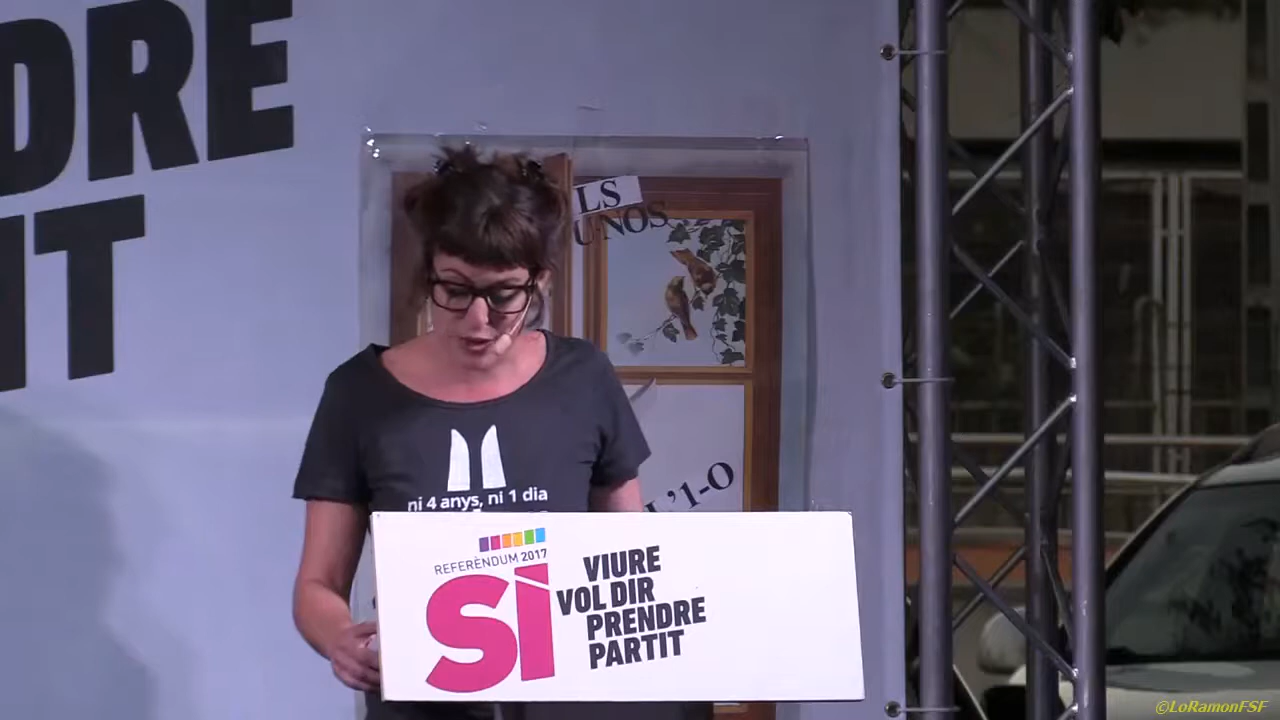 DRE
IT
LS
U'NOS
L'1-O
ni 4 anys, ni 1 dia
REFERÈNDUM 2017
SÍ
VIURE
VOL DIR
PRENDRE
PARTIT
©LoRamonFSF